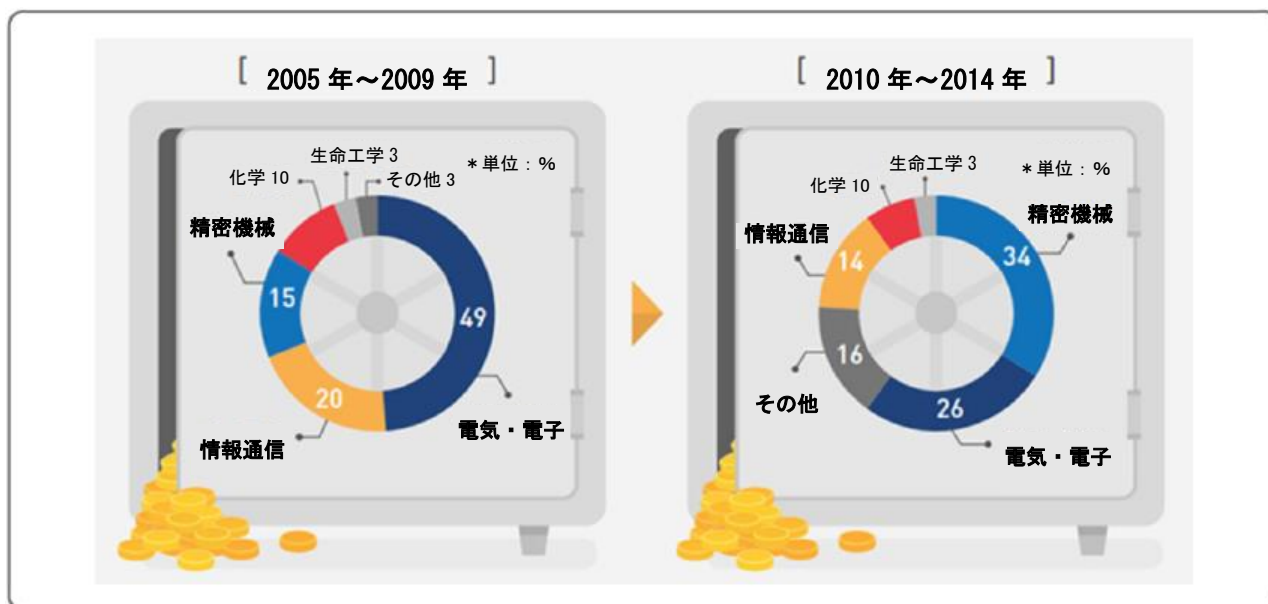 [ 2005 年～2009 年 ]
生命工学 3
＊単位：％
化学 10
その他 3
精密機械
15
49
20
電気・電子
情報通信
[ 2010 年～2014 年 ]
生命工学 3
＊単位：％
化学 10
精密機械
情報通信
34
14
16
その他
26
電気・電子